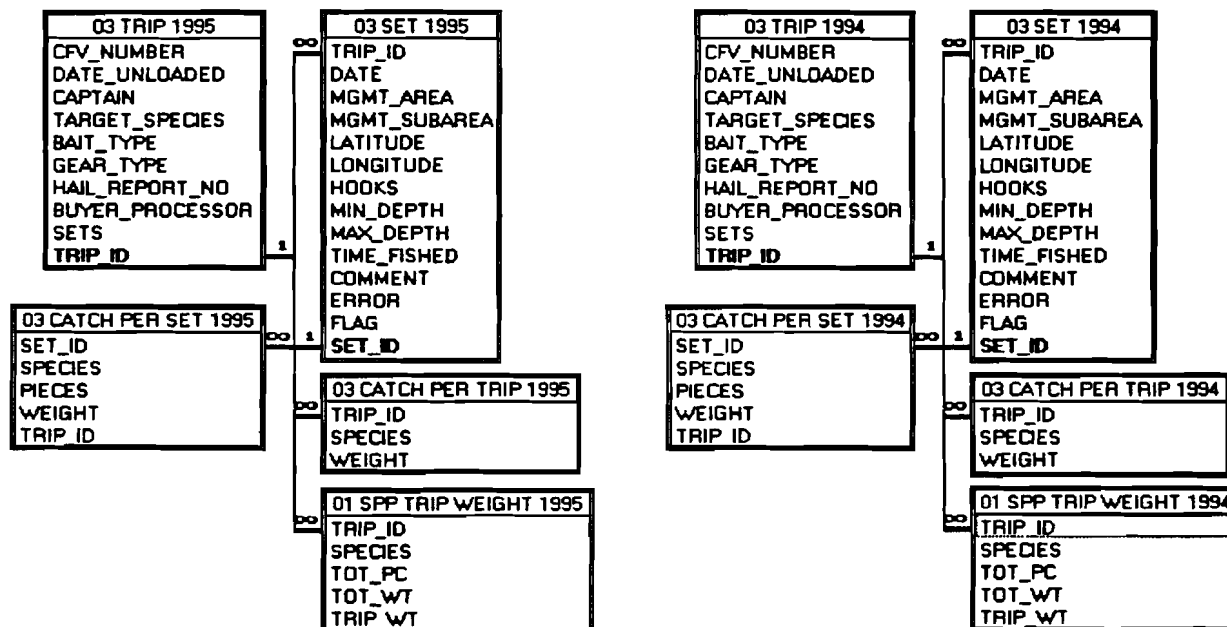 03 TRIP 1995
CFV_NUMBER
DATE_UNLOADED
CAPTAIN
TARGET_SPECIES
BAIT_TYPE
GEAR_TYPE
HAIL_REPORT_NO
BUYER_PROCESSOR
SETS
TRIP_ID
1
∞
03 SET 1995
TRIP_ID
DATE
MGMT_AREA
MGMT_SUBAREA
LATITUDE
LONGITUDE
HOOKS
MIN_DEPTH
MAX_DEPTH
TIME_FISHED
COMMENT
ERROR
FLAG
SET_ID
03 CATCH PER SET 1995
SET_ID
SPECIES
PIECES
WEIGHT
TRIP_ID
∞ 1
03 CATCH PER TRIP 1995
∞
TRIP_ID
SPECIES
WEIGHT
01 SPP TRIP WEIGHT 1995
∞
TRIP_ID
SPECIES
TOT_PC
TOT_WT
TRIP_WT
03 TRIP 1994
CFV_NUMBER
DATE_UNLOADED
CAPTAIN
TARGET_SPECIES
BAIT_TYPE
GEAR_TYPE
HAIL_REPORT_NO
BUYER_PROCESSOR
SETS
TRIP_ID
1
∞
03 SET 1994
TRIP_ID
DATE
MGMT_AREA
MGMT_SUBAREA
LATITUDE
LONGITUDE
HOOKS
MIN_DEPTH
MAX_DEPTH
TIME_FISHED
COMMENT
ERROR
FLAG
SET_ID
03 CATCH PER SET 1994
SET_ID
SPECIES
PIECES
WEIGHT
TRIP_ID
∞ 1
03 CATCH PER TRIP 1994
∞
TRIP_ID
SPECIES
WEIGHT
01 SPP TRIP WEIGHT 1994
∞
TRIP_ID
SPECIES
TOT_PC
TOT_WT
TRIP_WT